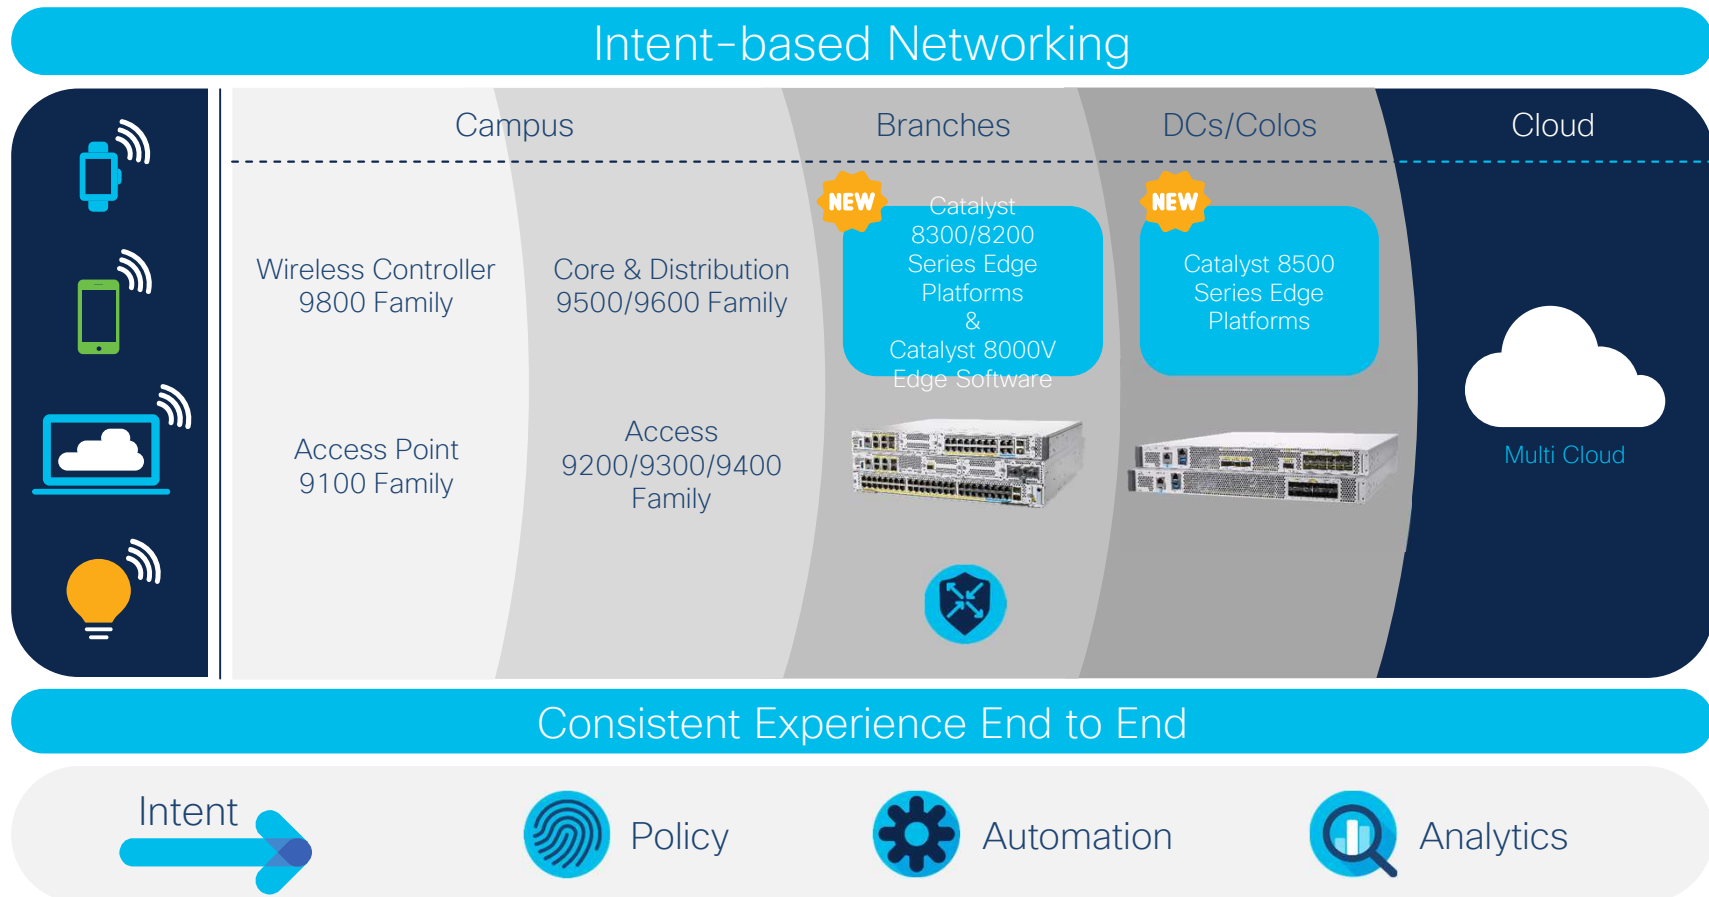 Intent-based Networking
Campus
Branches
DCs/Colos
Cloud
Wireless Controller
9800 Family
Core & Distribution
9500/9600 Family
NEW
Catalyst
8300/8200
Series Edge
Platforms
&
Catalyst 8000V
Edge Software
NEW
Catalyst 8500
Series Edge
Platforms
Access Point
9100 Family
Access
9200/9300/9400
Family
Multi Cloud
Consistent Experience End to End
Intent
Policy
Automation
Analytics